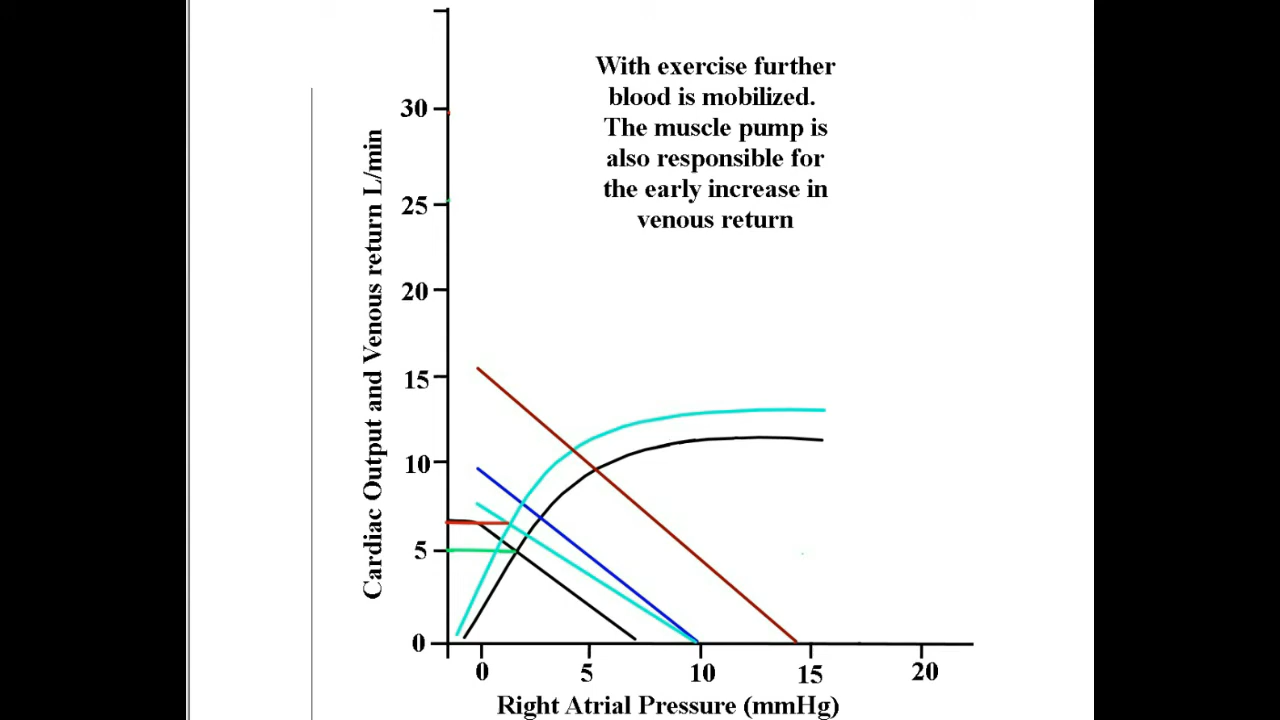 With exercise further
blood is mobilized.
The muscle pump is
also responsible for
the early increase in
venous return
Cardiac Output and Venous return L/min
30
25
20
15
10
5
0
0 5 10 15 20
Right Atrial Pressure (mmHg)